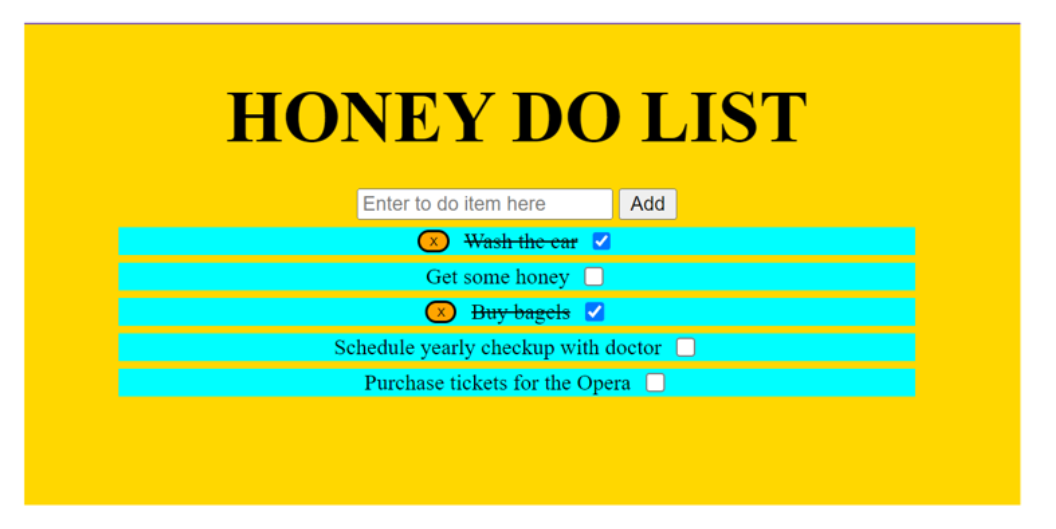 HONEY DO LIST
Enter to do item here Add
x Wash the car
Get some honey
x Buy bagels
Schedule yearly checkup with doctor
Purchase tickets for the Opera